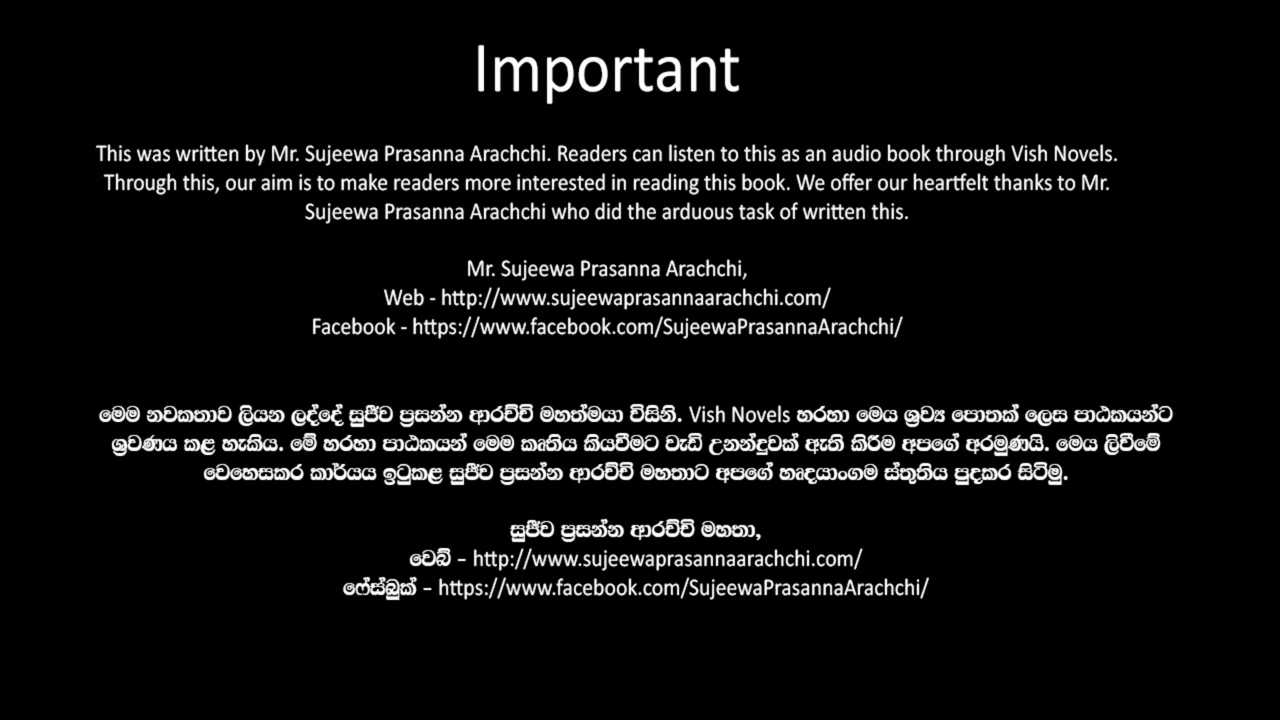 Important
This was written by Mr. Sujeewa Prasanna Arachchi. Readers can listen to this as an audio book through Vish Novels.
Through this, our aim is to make readers more interested in reading this book. We offer our heartfelt thanks to Mr.
Sujeewa Prasanna Arachchi who did the arduous task of written this.
Mr. Sujeewa Prasanna Arachchi,
Web - http://www.sujeewaprasannaarachchi.com/
Facebook - https://www.facebook.com/SujeewaPrasannaArachchi/
මෙම නවකතාව ලියන ලද්දේ සුජීව ප්‍රසන්න ආරච්චි මහත්මයා විසිනි. Vish Novels හරහා මෙය ශ්‍රව්‍ය පොතක් ලෙස පාඨකයන්ට
ශ්‍රවණය කළ හැකිය. මේ හරහා පාඨකයන් මෙම කෘතිය කියවීමට වැඩි උනන්දුවක් ඇති කිරීම අපගේ අරමුණයි. මෙය ලිවීමේ
වෙහෙසකර කාර්යය ඉටුකළ සුජීව ප්‍රසන්න ආරච්චි මහතාට අපගේ හෘදයාංගම ස්තුතිය පුදකර සිටිමු.
සුජීව ප්‍රසන්න ආරච්චි මහතා,
වෙබ් – http://www.sujeewaprasannaarachchi.com/
ෆේස්බුක් – https://www.facebook.com/SujeewaPrasannaArachchi/